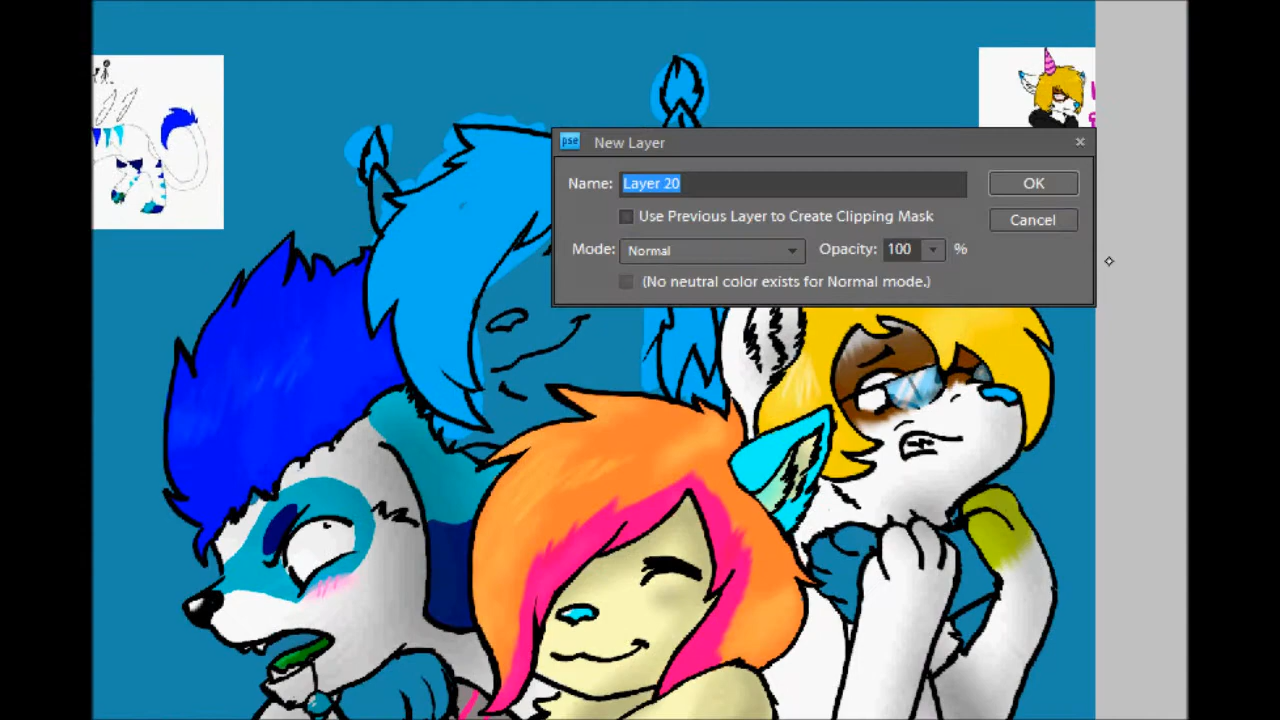 pse New Layer
Name: Layer 20 OK
Use Previous Layer to Create Clipping Mask Cancel
Mode: Normal Opacity: 100 %
(No neutral color exists for Normal mode.)